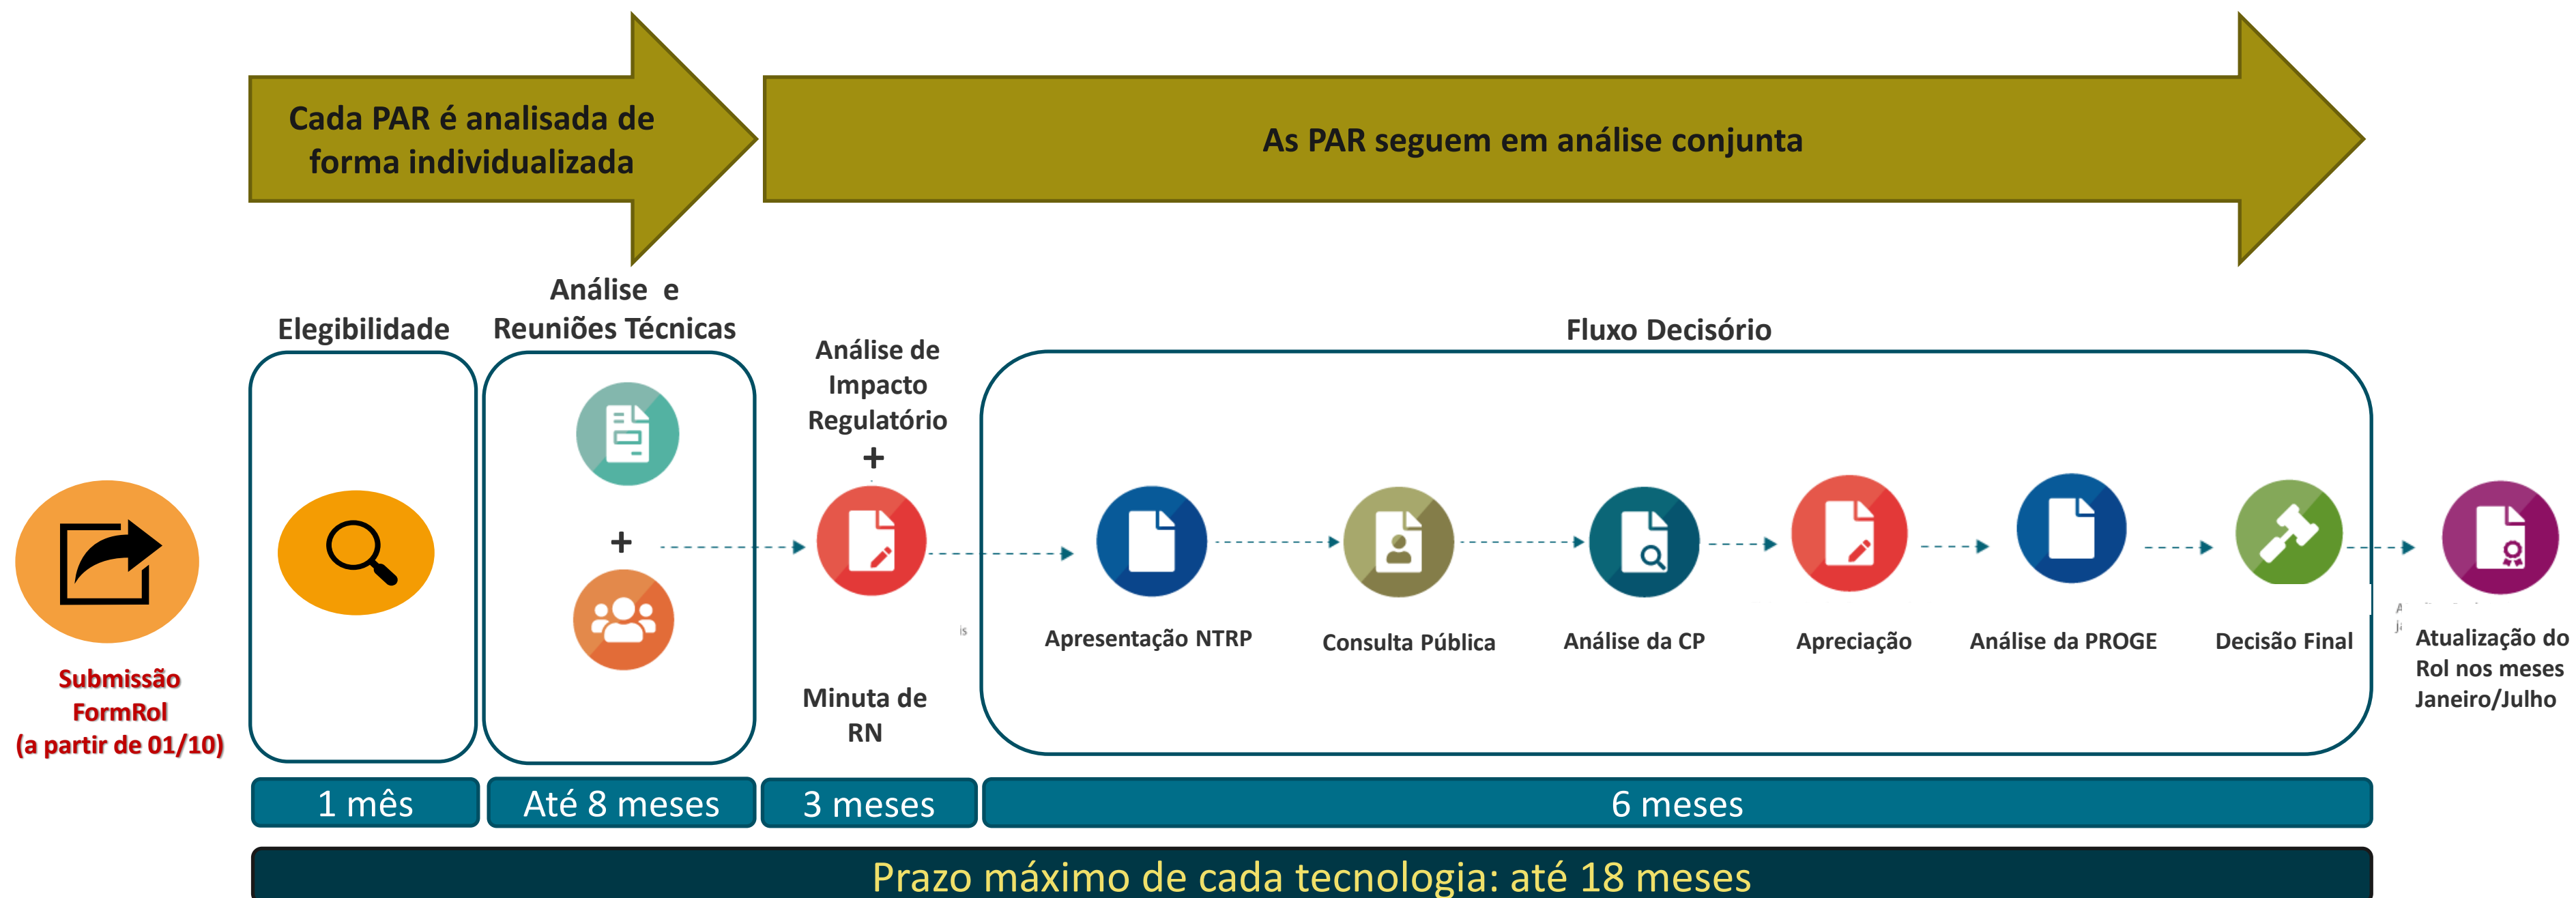 Cada PAR é analisada de
forma individualizada
As PAR seguem em análise conjunta
Elegibilidade
Análise e
Reuniões Técnicas
Análise de
Impacto
Regulatório
+
Fluxo Decisório
+
Submissão
FormRol
(a partir de 01/10)
Minuta de
RN
Apresentação NTRP
Consulta Pública
Análise da CP
Apreciação
Análise da PROGE
Decisão Final
Atualização do
Rol nos meses
Janeiro/Julho
1 mês
Até 8 meses
3 meses
6 meses
Prazo máximo de cada tecnologia: até 18 meses